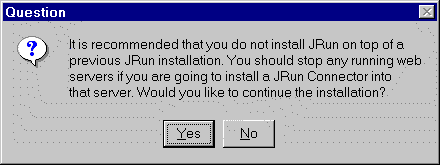 Question
It is recommended that you do not install JRun on top of a
previous JRun installation. You should stop any running web
servers if you are going to install a JRun Connector into
that server. Would you like to continue the installation?
Yes No